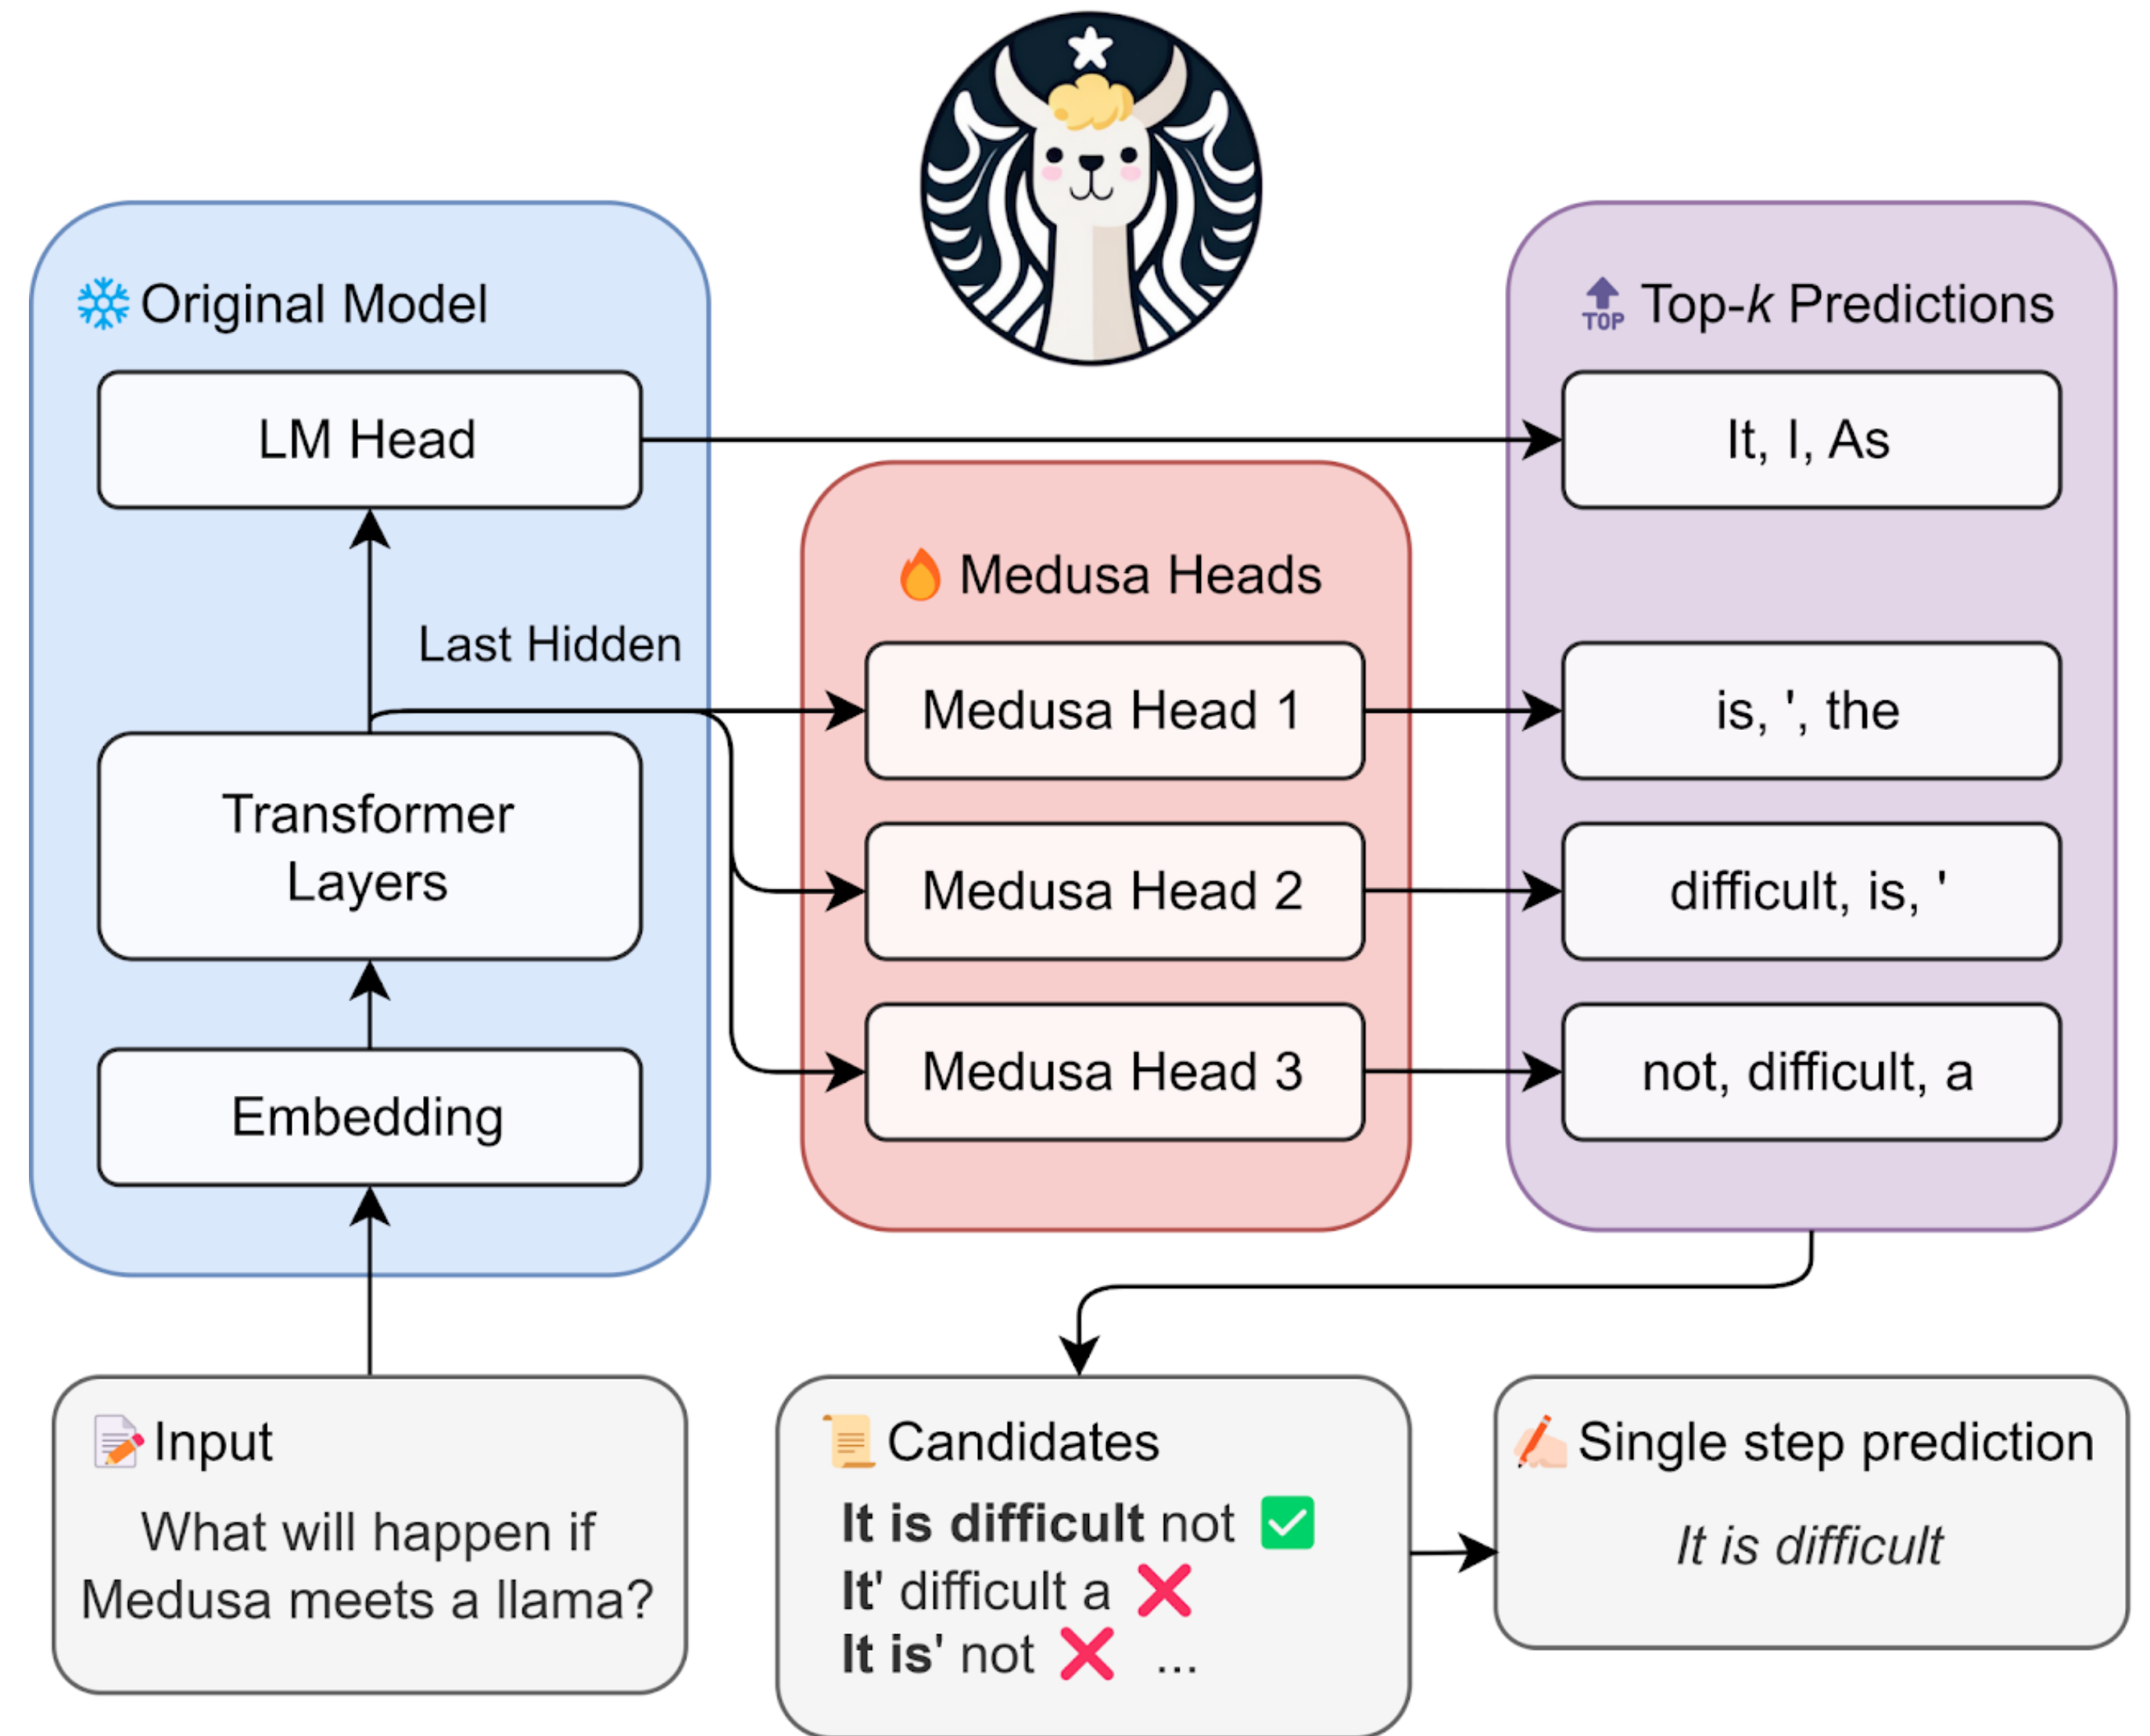 Original Model
LM Head
Last Hidden
Transformer
Layers
Embedding
Medusa Heads
Medusa Head 1
Medusa Head 2
Medusa Head 3
TOP
Top-k Predictions
It, I, As
is, ', the
difficult, is, '
not, difficult, a
Input
What will happen if
Medusa meets a llama?
Candidates
It is difficult not
It' difficult a
It is' not ...
Single step prediction
It is difficult